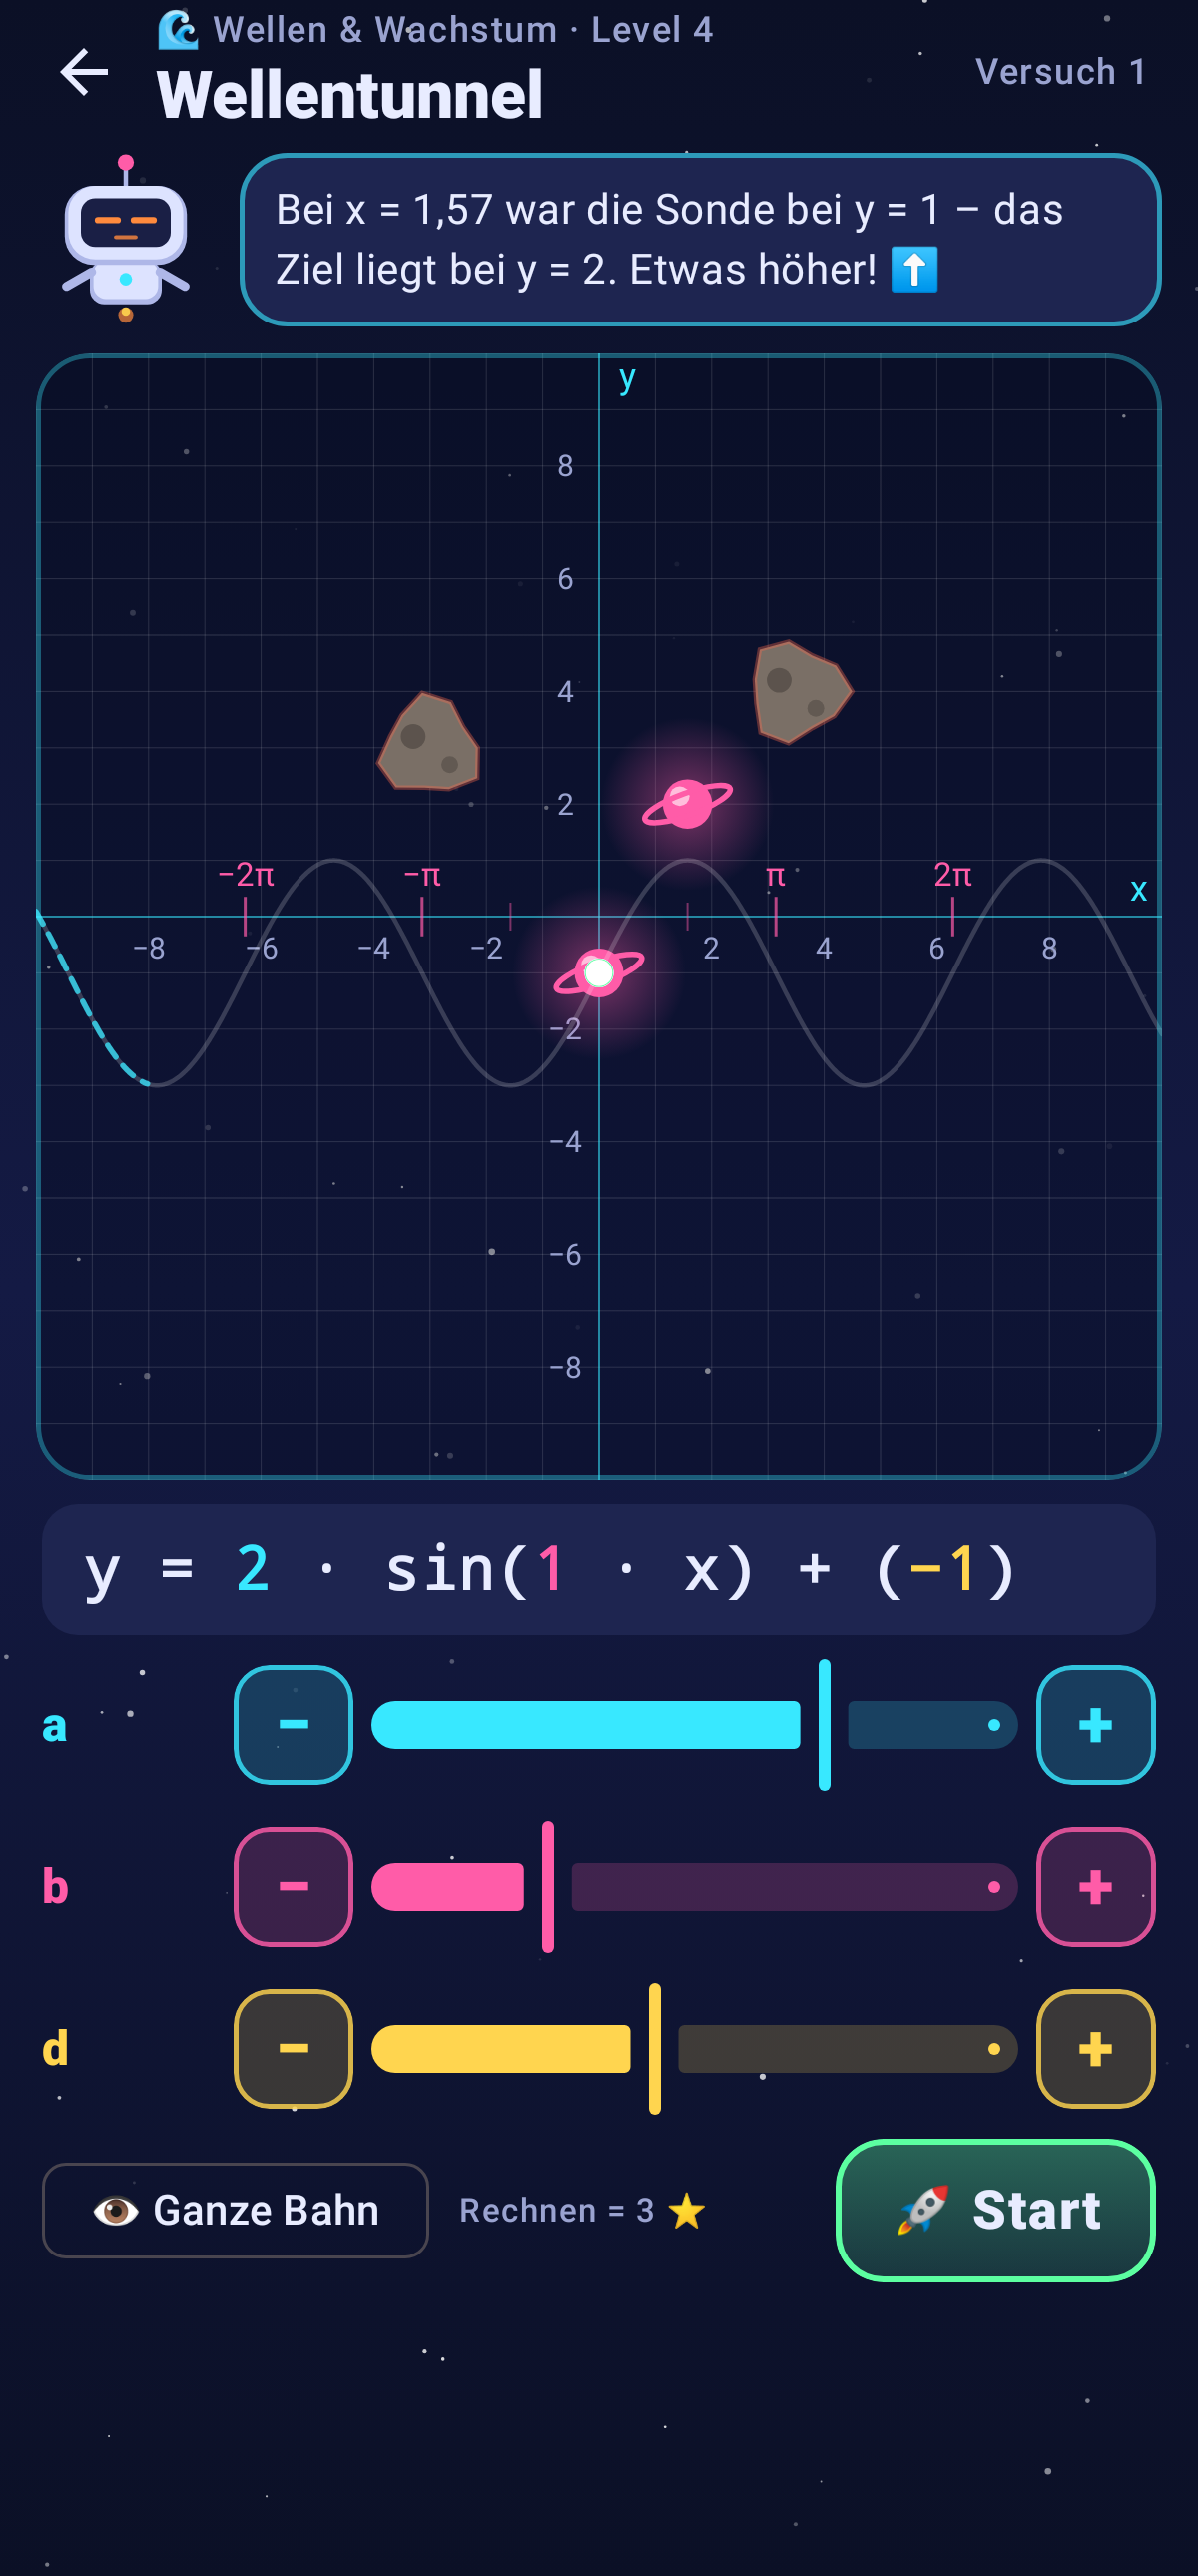 🌊 Wellen & Wachstum · Level 4
Wellentunnel
Versuch 1
Bei x = 1,57 war die Sonde bei y = 1 – das
Ziel liegt bei y = 2. Etwas höher! ⬆️
y
8
6
4
2
−2π −π π 2π x
−8 −6 −4 −2 2 4 6 8
−2
−4
−6
−8
y = 2 · sin(1 · x) + (−1)
a − +
b − +
d − +
👁️ Ganze Bahn Rechnen = 3 ⭐ 🚀 Start